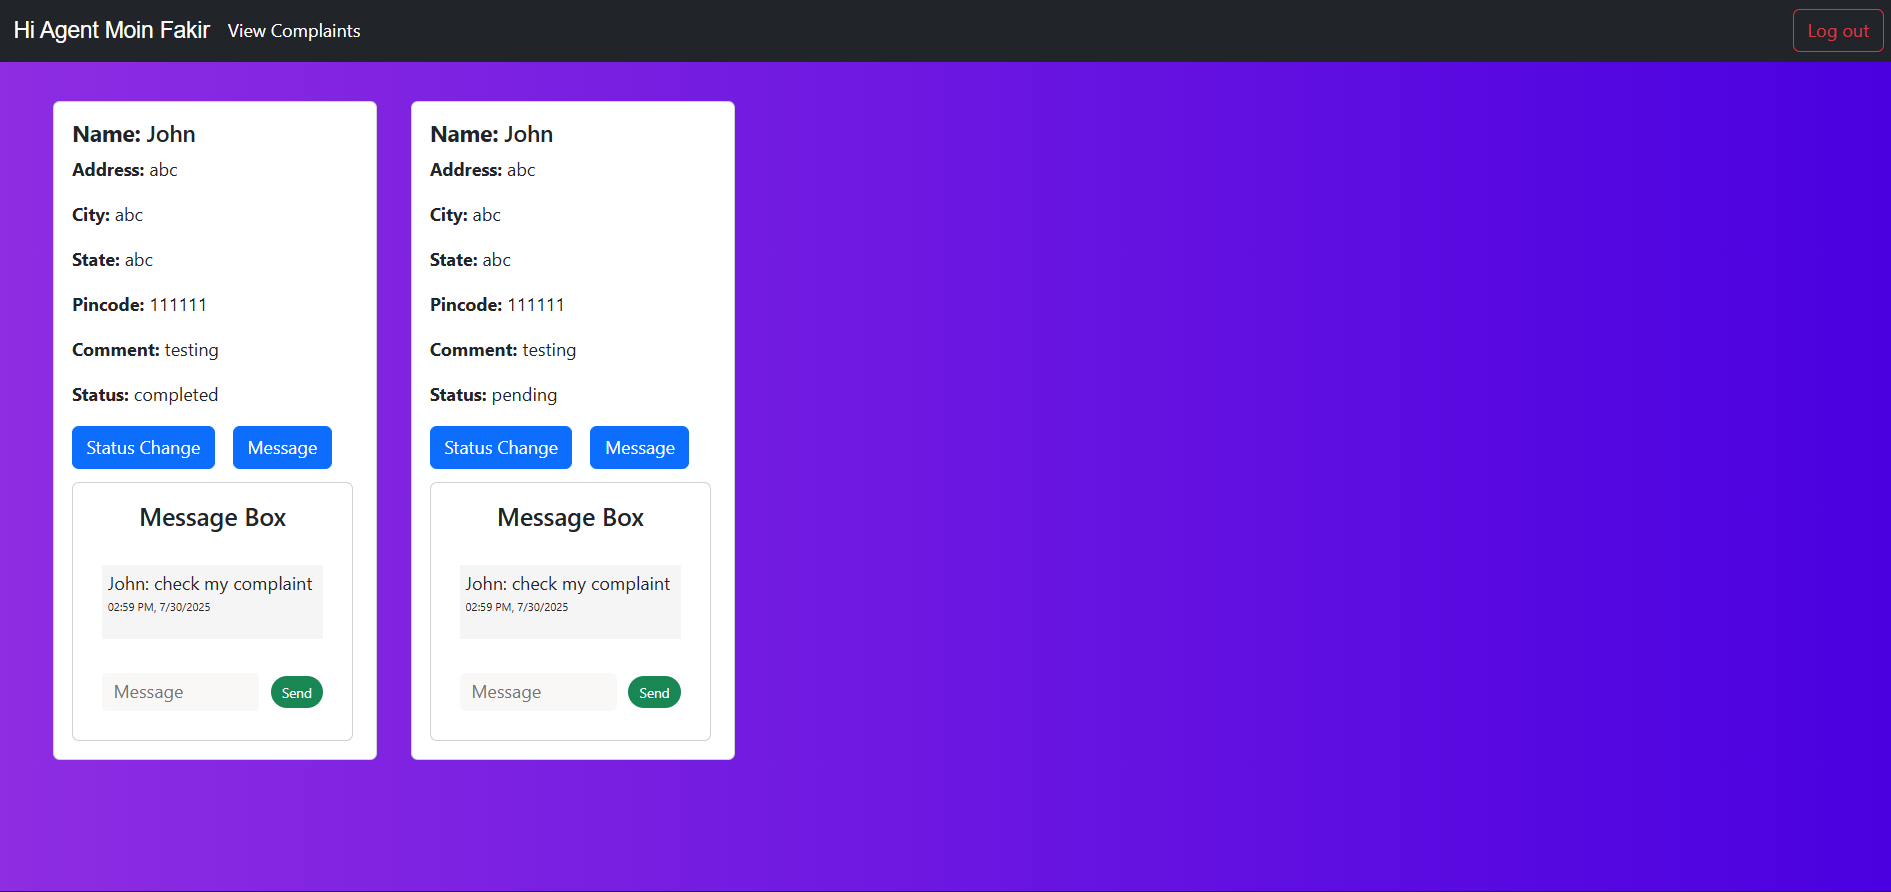 Hi Agent Moin Fakir View Complaints Log out
Name: John
Address: abc
City: abc
State: abc
Pincode: 111111
Comment: testing
Status: completed
Status Change Message
Message Box
John: check my complaint
02:59 PM, 7/30/2025
Message Send
Name: John
Address: abc
City: abc
State: abc
Pincode: 111111
Comment: testing
Status: pending
Status Change Message
Message Box
John: check my complaint
02:59 PM, 7/30/2025
Message Send